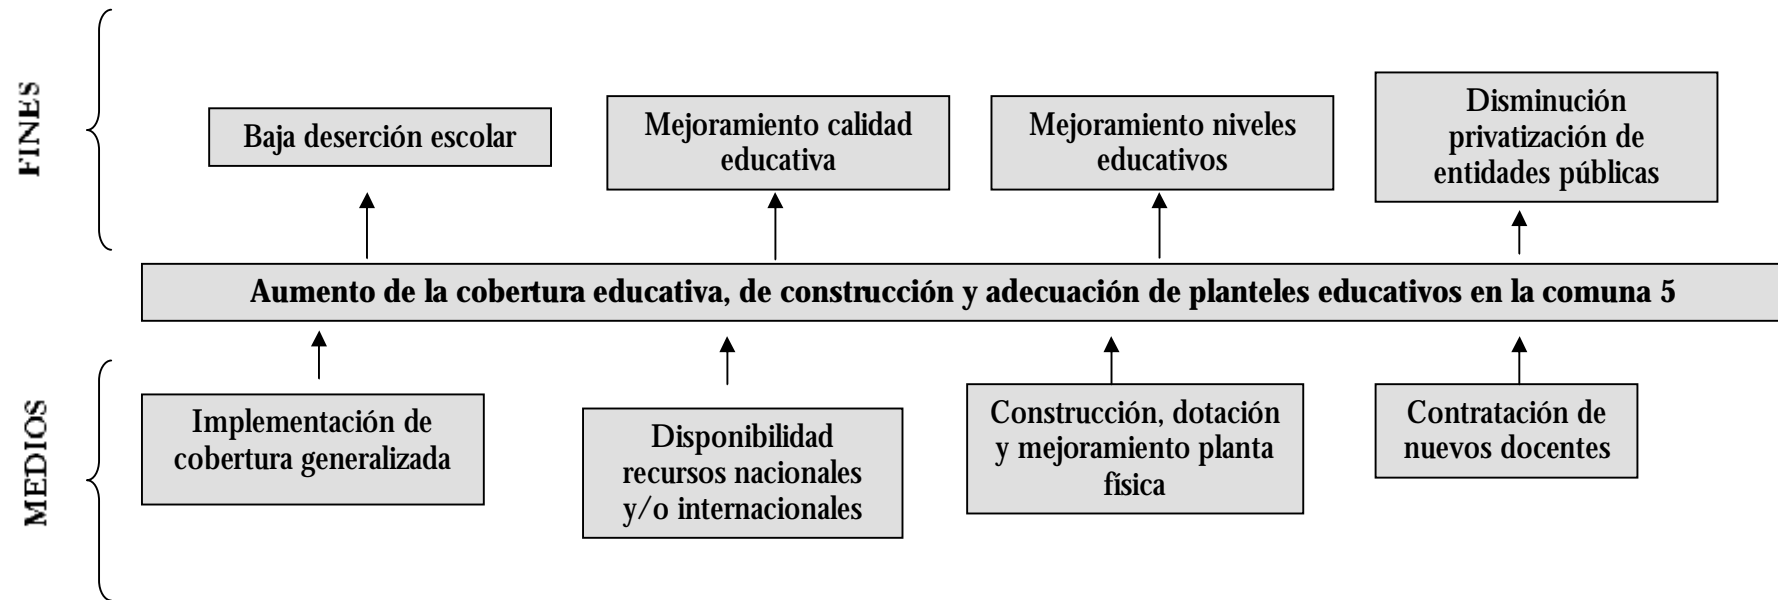 FINES
Baja deserción escolar
Mejoramiento calidad
educativa
Mejoramiento niveles
educativos
Disminución
privatización de
entidades públicas
Aumento de la cobertura educativa, de construcción y adecuación de planteles educativos en la comuna 5
MEDIOS
Implementación de
cobertura generalizada
Disponibilidad
recursos nacionales
y/o internacionales
Construcción, dotación
y mejoramiento planta
física
Contratación de
nuevos docentes